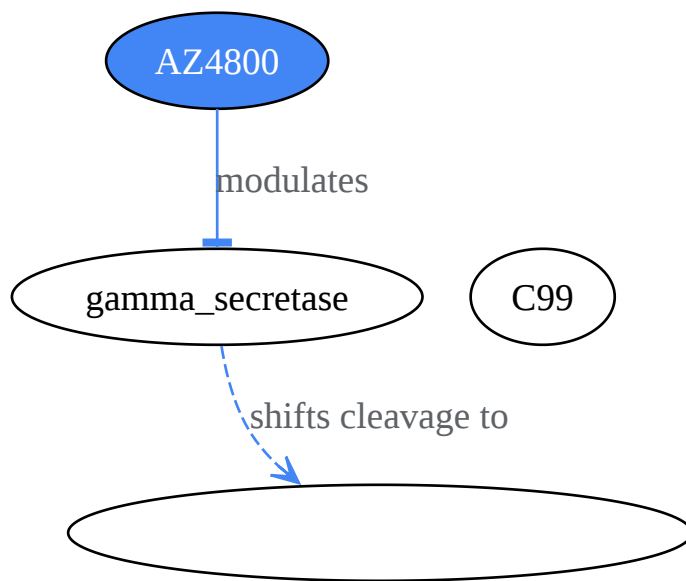 AZ4800
modulates
gamma_secretase
C99
shifts cleavage to